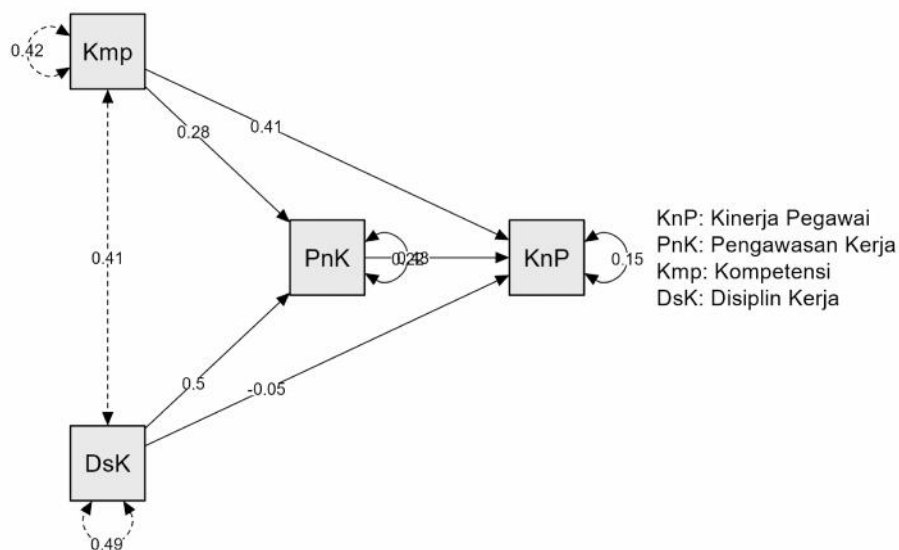 Kmp
0.42
0.28
0.41
0.41
PnK
KnP
0.15
0.5
-0.05
DsK
0.49
KnP: Kinerja Pegawai
PnK: Pengawasan Kerja
Kmp: Kompetensi
DsK: Disiplin Kerja